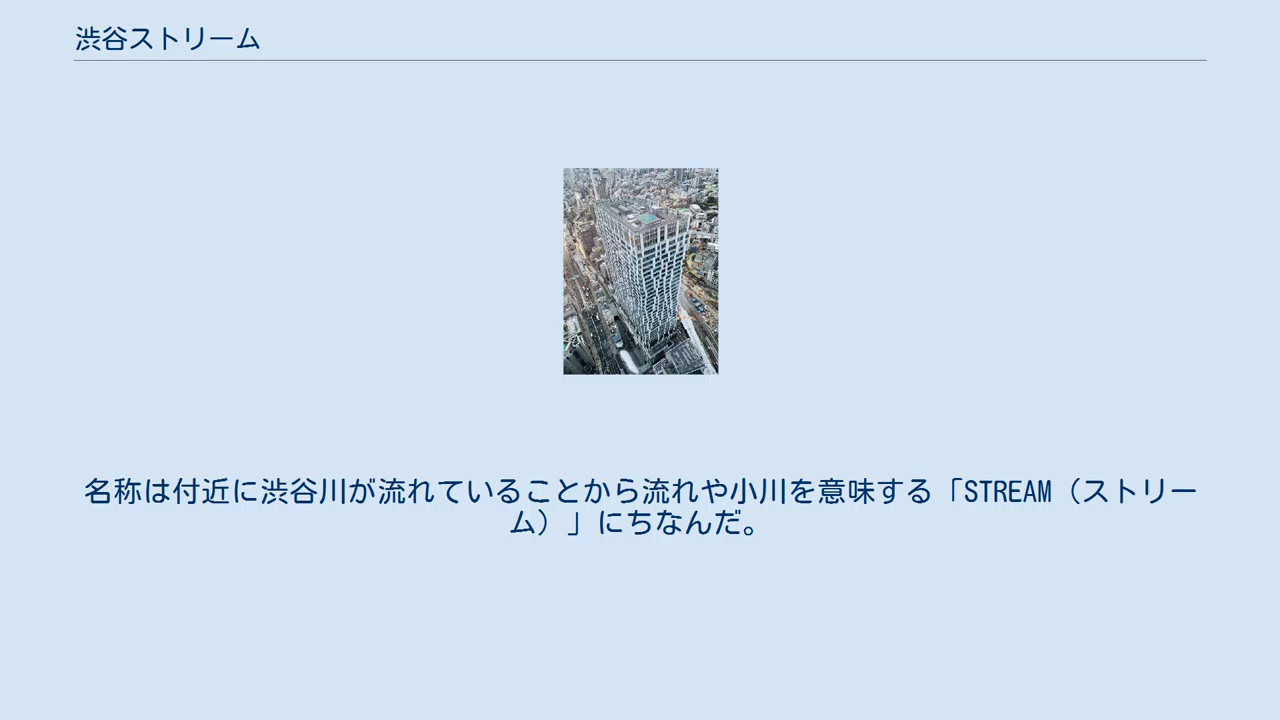 渋谷ストリーム
名称は付近に渋谷川が流れていることから流れや小川を意味する「STREAM（ストリー
ム）」にちなんだ。